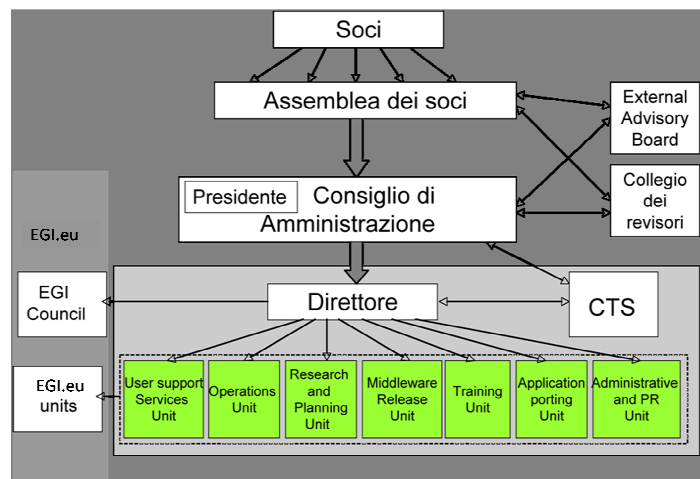 Soci
Assemblea dei soci
External
Advisory
Board
Presidente
Consiglio di
Amministrazione
Collegio
dei
revisori
EGI.eu
EGI
Council
Direttore
CTS
EGI.eu
units
User support
Services
Unit
Operations
Unit
Research
and
Planning
Unit
Middleware
Release
Unit
Training
Unit
Application
porting
Unit
Administrative
and PR
Unit